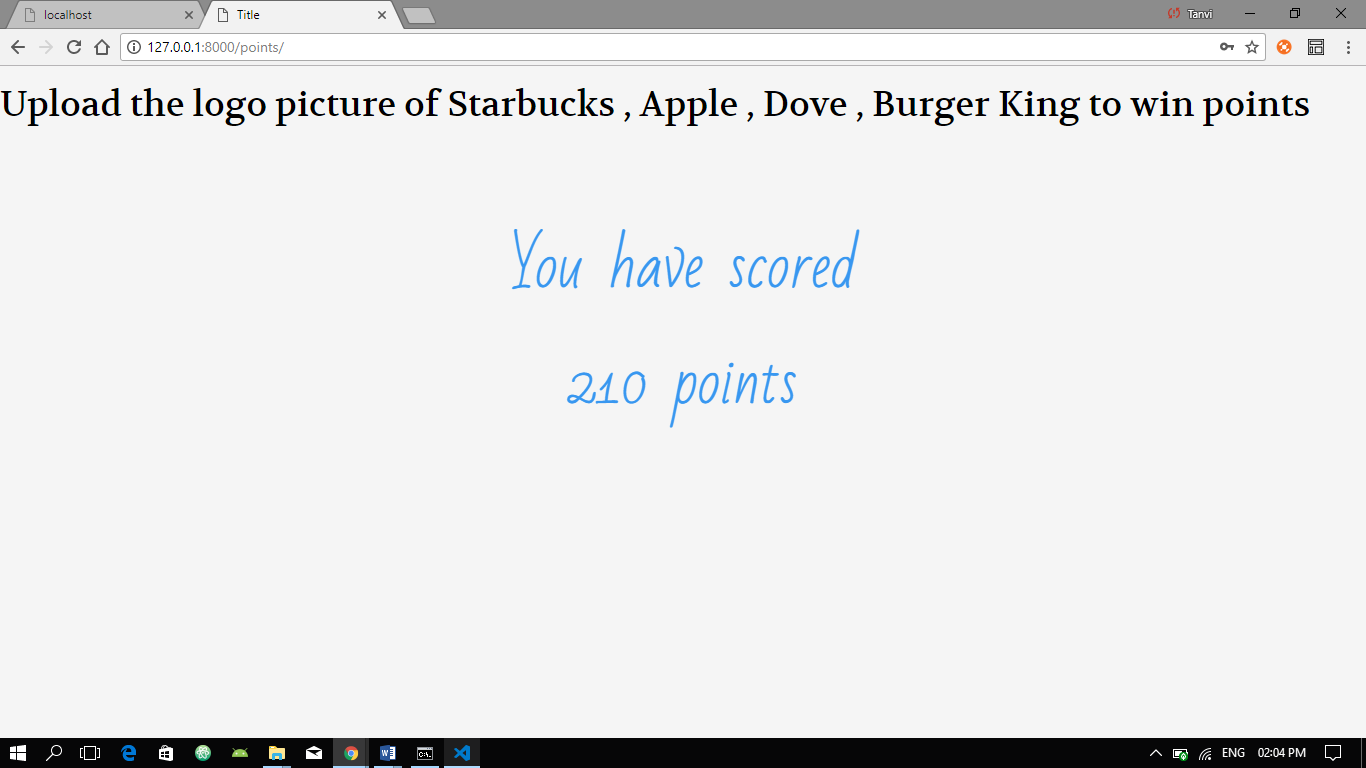 localhost
Title
Tanvi
127.0.0.1:8000/points/
Upload the logo picture of Starbucks , Apple , Dove , Burger King to win points
You have scored
210 points
ENG
02:04 PM